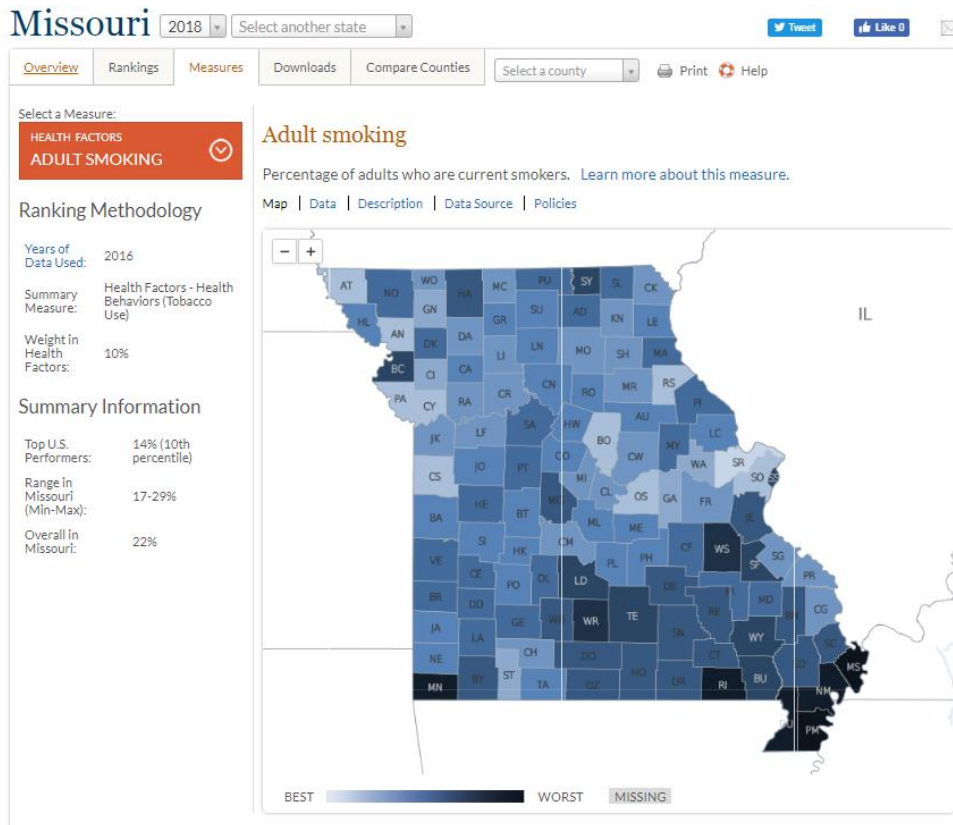 Missouri 2018 Select another state Tweet Like 0
Overview Rankings Measures Downloads Compare Counties Select a county Print Help
Select a Measure:
HEALTH FACTORS
ADULT SMOKING
Ranking Methodology
Years of
Data Used:
2016
Summary
Measure:
Health Factors - Health
Behaviors (Tobacco
Use)
Weight in
Health
Factors:
10%
Summary Information
Top U.S.
Performers:
14% (10th
percentile)
Range in
Missouri
(Min-Max):
17-29%
Overall in
Missouri:
22%
Adult smoking
Percentage of adults who are current smokers. Learn more about this measure.
Map | Data | Description | Data Source | Policies
− +
AT NO WO HA MC PU SY SL CK
GN
HL AN DK DA GR SU LN AD KN LE
IL
BC CI CA LI MO SH MA
PA CY RA CR CN RO MR RS PI
JK LF SA HW BO AU MY LC
CS JO PT CO MI CW WA SR SO
HE CL OS GA FR
BA BT ML ME JE
SI HK CM PL PH CF WS SF SG
VE CE PO DL LD DE PR
BR DD GE WR TE RE MD CG
JA LA SN WY SC
NE CH DO CT SD MS
MN BY ST TA OZ HO OR RI BU NM
PM
BEST WORST MISSING